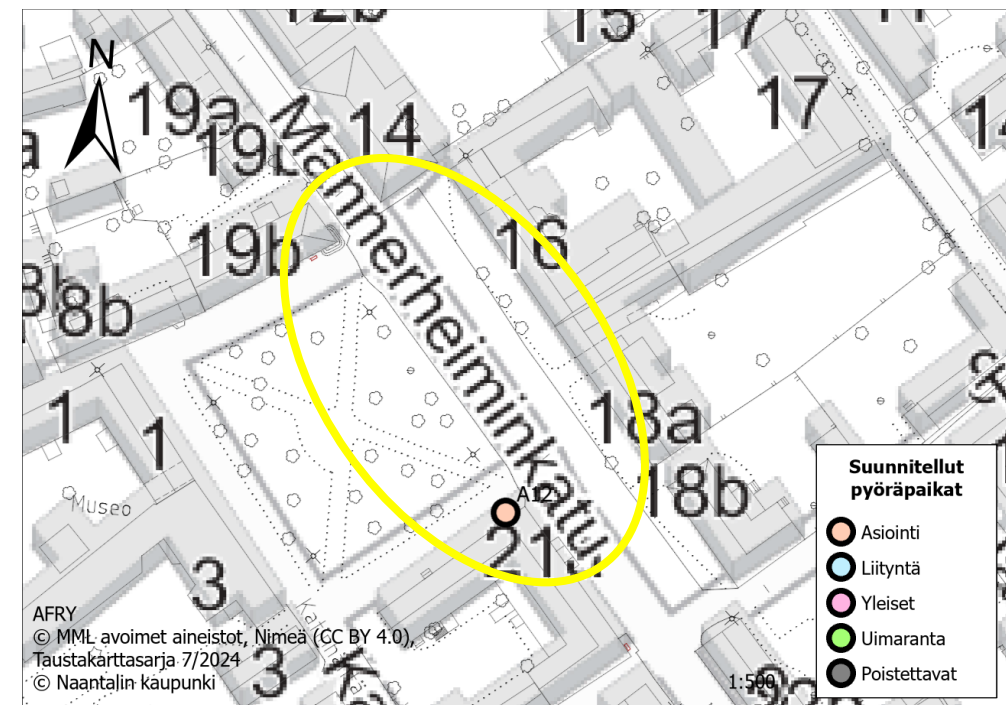 12b
15
17
N
19a
14
17
19b
Mannerheiminkatu
16
8b
1
1
18a
18b
Museo
A12
21
3
3
Suunnitellut
pyöräpaikat
Asiointi
Liityntä
Yleiset
Uimaranta
Poistettavat
AFRY
© MML avoimet aineistot, Nimeä (CC BY 4.0),
Taustakarttasarja 7/2024
© Naantalin kaupunki
1:500